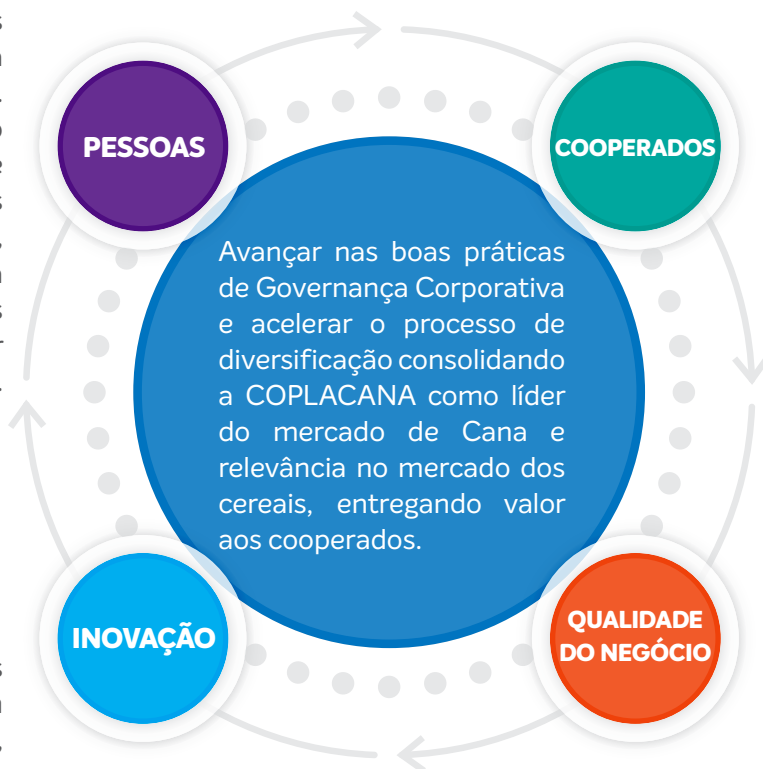 PESSOAS
COOPERADOS
Avançar nas boas práticas
de Governança Corporativa
e acelerar o processo de
diversificação consolidando
a COPLACANA como líder
do mercado de Cana e
relevância no mercado dos
cereais, entregando valor
aos cooperados.
INOVAÇÃO
QUALIDADE
DO NEGÓCIO